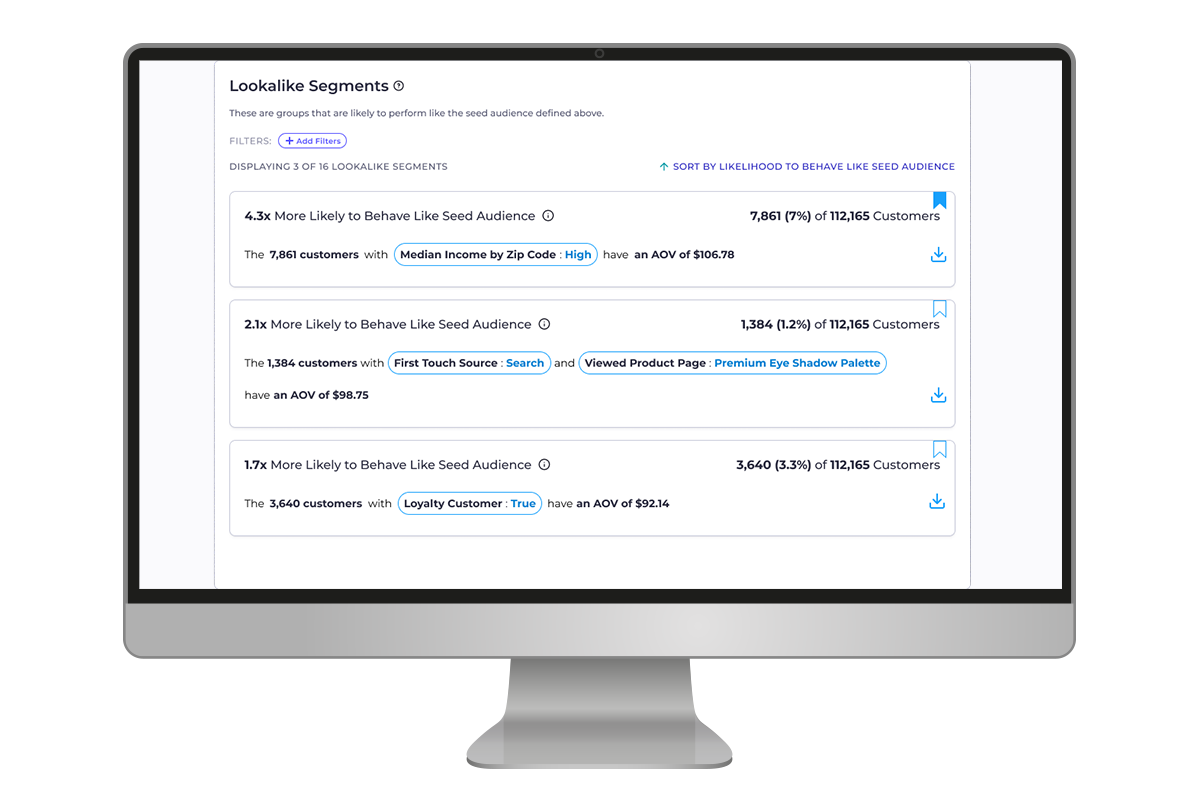 Lookalike Segments
These are groups that are likely to perform like the seed audience defined above.
FILTERS: + Add Filters
DISPLAYING 3 OF 16 LOOKALIKE SEGMENTS
↑ SORT BY LIKELIHOOD TO BEHAVE LIKE SEED AUDIENCE
4.3x More Likely to Behave Like Seed Audience
7,861 (7%) of 112,165 Customers
The 7,861 customers with Median Income by Zip Code : High have an AOV of $106.78
2.1x More Likely to Behave Like Seed Audience
1,384 (1.2%) of 112,165 Customers
The 1,384 customers with First Touch Source : Search and Viewed Product Page : Premium Eye Shadow Palette
have an AOV of $98.75
1.7x More Likely to Behave Like Seed Audience
3,640 (3.3%) of 112,165 Customers
The 3,640 customers with Loyalty Customer : True have an AOV of $92.14